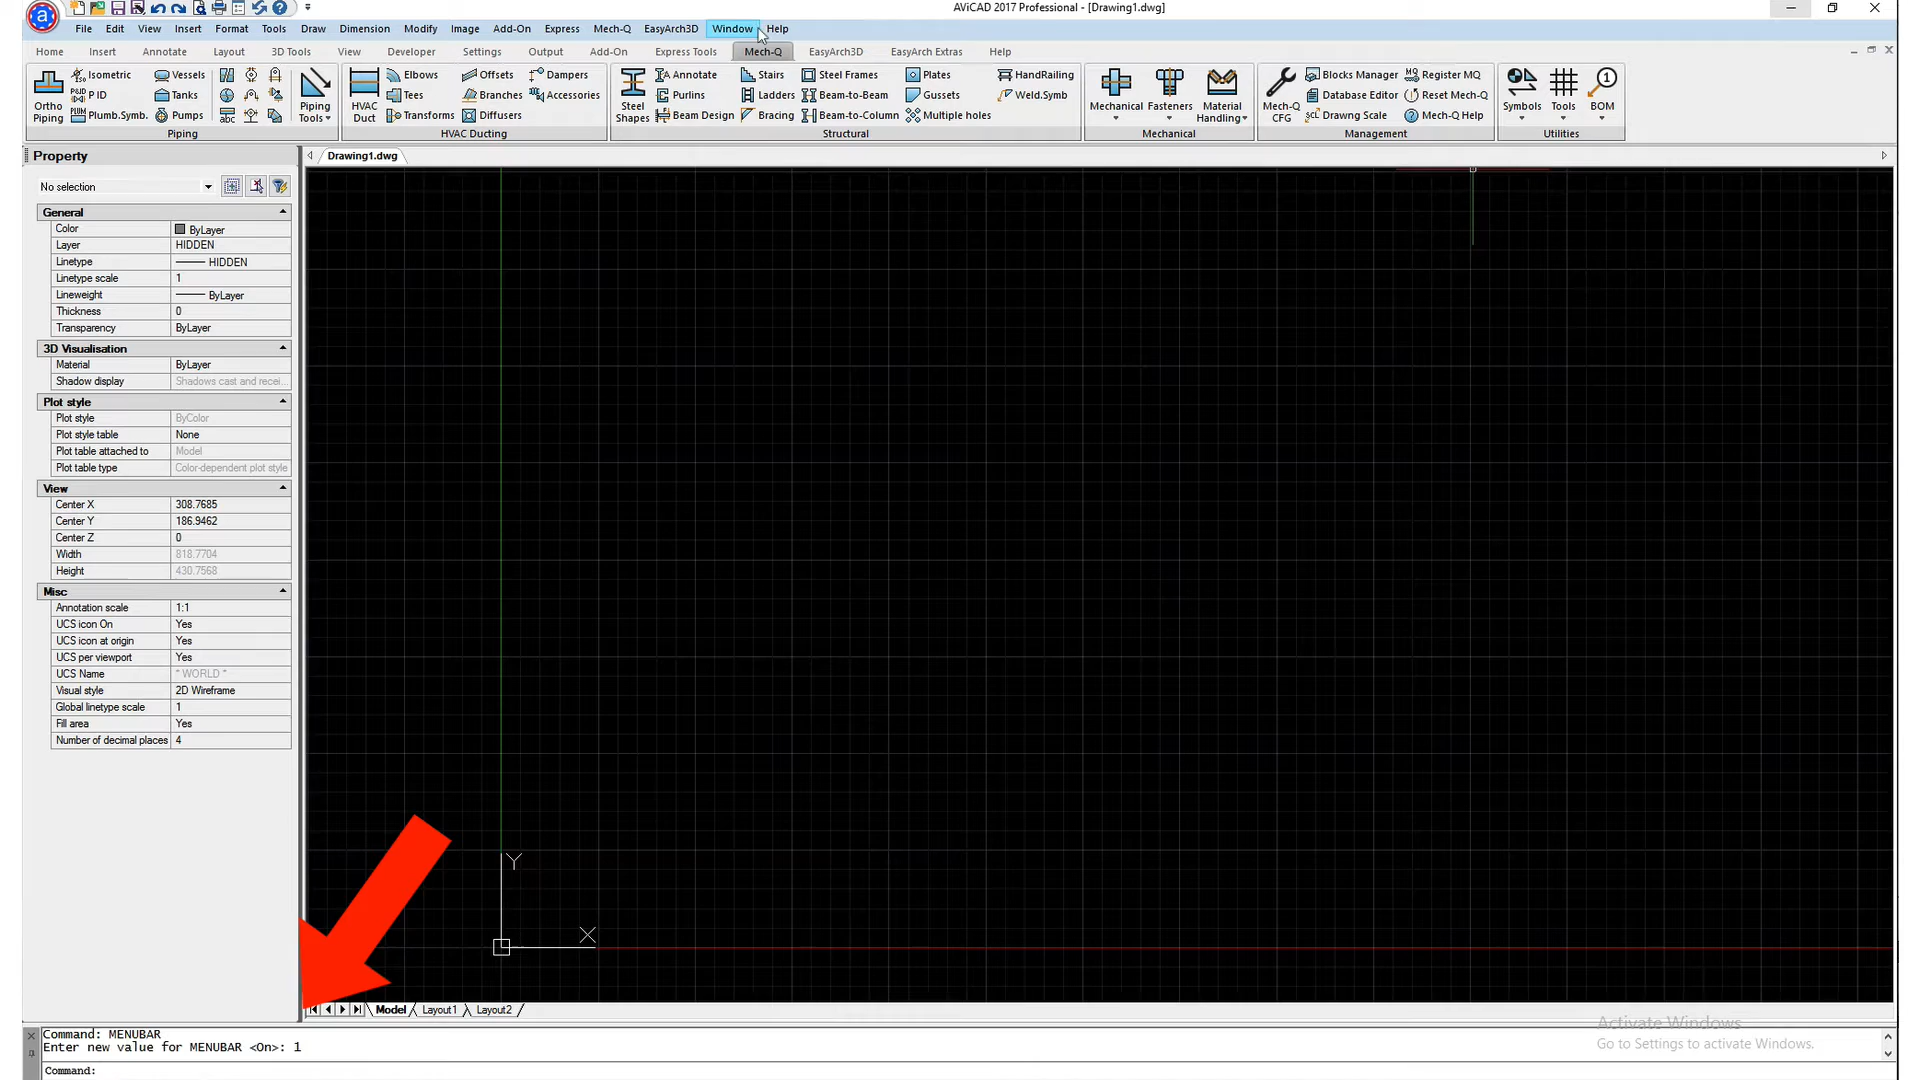 AViCAD 2017 Professional - [Drawing1.dwg]
File Edit View Insert Format Tools Draw Dimension Modify Image Add-On Express Mech-Q EasyArch3D Window Help
Home Insert Annotate Layout 3D Tools View Developer Settings Output Add-On Express Tools Mech-Q EasyArch3D EasyArch Extras Help
Ortho Piping
Isometric
P ID
Plumb.Symb.
Vessels
Tanks
Pumps
abc
Piping Tools
Piping
HVAC Duct
Elbows
Tees
Transforms
Offsets
Branches
Diffusers
Dampers
Accessories
HVAC Ducting
Steel Shapes
Annotate
Purlins
Beam Design
Stairs
Ladders
Bracing
Steel Frames
Beam-to-Beam
Beam-to-Column
Plates
Gussets
Multiple holes
HandRailing
Weld.Symb
Structural
Mechanical
Fasteners
Material Handling
Mechanical
Mech-Q CFG
Blocks Manager
Database Editor
Drawng Scale
Register MQ
Reset Mech-Q
Mech-Q Help
Management
Symbols
Tools
BOM
Utilities
Property
Drawing1.dwg
No selection
General
Color ByLayer
Layer HIDDEN
Linetype HIDDEN
Linetype scale 1
Lineweight ByLayer
Thickness 0
Transparency ByLayer
3D Visualisation
Material ByLayer
Shadow display Shadows cast and recei...
Plot style
Plot style ByColor
Plot style table None
Plot table attached to Model
Plot table type Color-dependent plot style
View
Center X 308.7685
Center Y 186.9462
Center Z 0
Width 818.7704
Height 430.7568
Misc
Annotation scale 1:1
UCS icon On Yes
UCS icon at origin Yes
UCS per viewport Yes
UCS Name * WORLD *
Visual style 2D Wireframe
Global linetype scale 1
Fill area Yes
Number of decimal places 4
Y
X
Model Layout1 Layout2
Activate Windows
Go to Settings to activate Windows.
Command: MENUBAR
Enter new value for MENUBAR <On>: 1
Command: